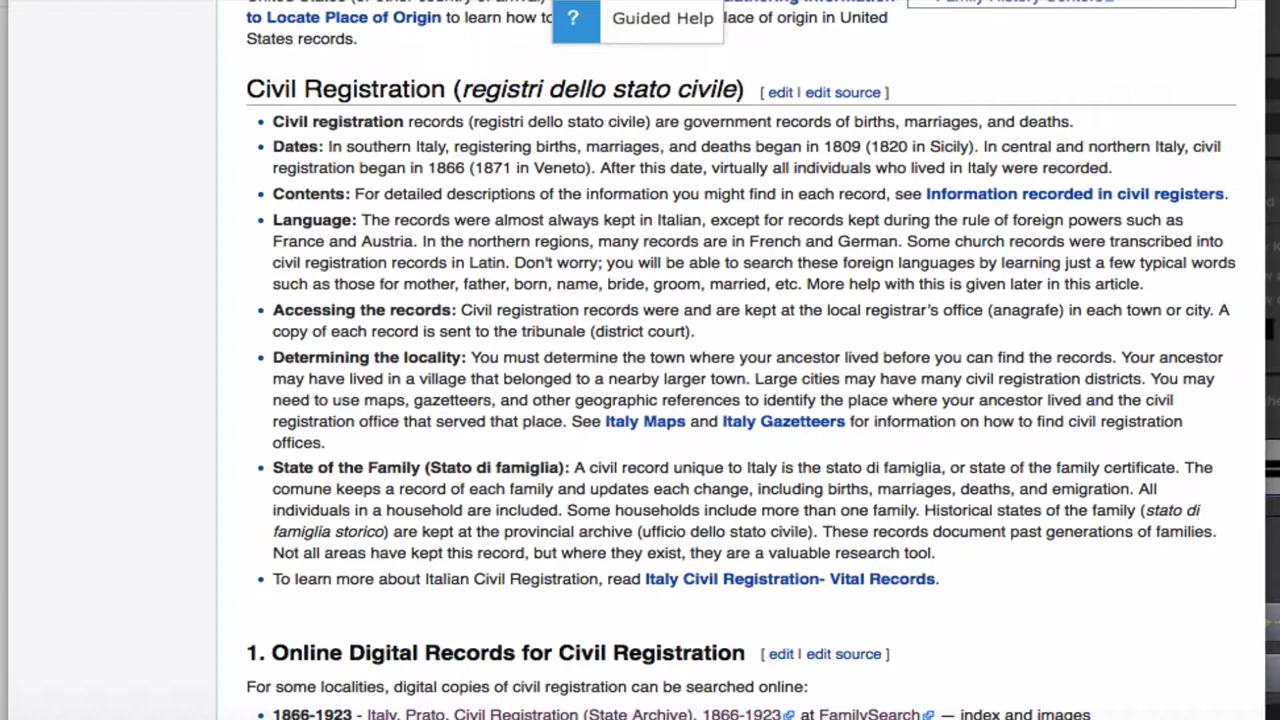 to Locate Place of Origin to learn how to
lace of origin in United
? Guided Help
States records.
Civil Registration (registri dello stato civile) [ edit | edit source ]
• Civil registration records (registri dello stato civile) are government records of births, marriages, and deaths.
• Dates: In southern Italy, registering births, marriages, and deaths began in 1809 (1820 in Sicily). In central and northern Italy, civil
registration began in 1866 (1871 in Veneto). After this date, virtually all individuals who lived in Italy were recorded.
• Contents: For detailed descriptions of the information you might find in each record, see Information recorded in civil registers.
• Language: The records were almost always kept in Italian, except for records kept during the rule of foreign powers such as
France and Austria. In the northern regions, many records are in French and German. Some church records were transcribed into
civil registration records in Latin. Don't worry; you will be able to search these foreign languages by learning just a few typical words
such as those for mother, father, born, name, bride, groom, married, etc. More help with this is given later in this article.
• Accessing the records: Civil registration records were and are kept at the local registrar's office (anagrafe) in each town or city. A
copy of each record is sent to the tribunale (district court).
• Determining the locality: You must determine the town where your ancestor lived before you can find the records. Your ancestor
may have lived in a village that belonged to a nearby larger town. Large cities may have many civil registration districts. You may
need to use maps, gazetteers, and other geographic references to identify the place where your ancestor lived and the civil
registration office that served that place. See Italy Maps and Italy Gazetteers for information on how to find civil registration
offices.
• State of the Family (Stato di famiglia): A civil record unique to Italy is the stato di famiglia, or state of the family certificate. The
comune keeps a record of each family and updates each change, including births, marriages, deaths, and emigration. All
individuals in a household are included. Some households include more than one family. Historical states of the family (stato di
famiglia storico) are kept at the provincial archive (ufficio dello stato civile). These records document past generations of families.
Not all areas have kept this record, but where they exist, they are a valuable research tool.
• To learn more about Italian Civil Registration, read Italy Civil Registration- Vital Records.
1. Online Digital Records for Civil Registration [ edit | edit source ]
For some localities, digital copies of civil registration can be searched online:
• 1866-1923 - Italy, Prato, Civil Registration (State Archive), 1866-1923 at FamilySearch — index and images